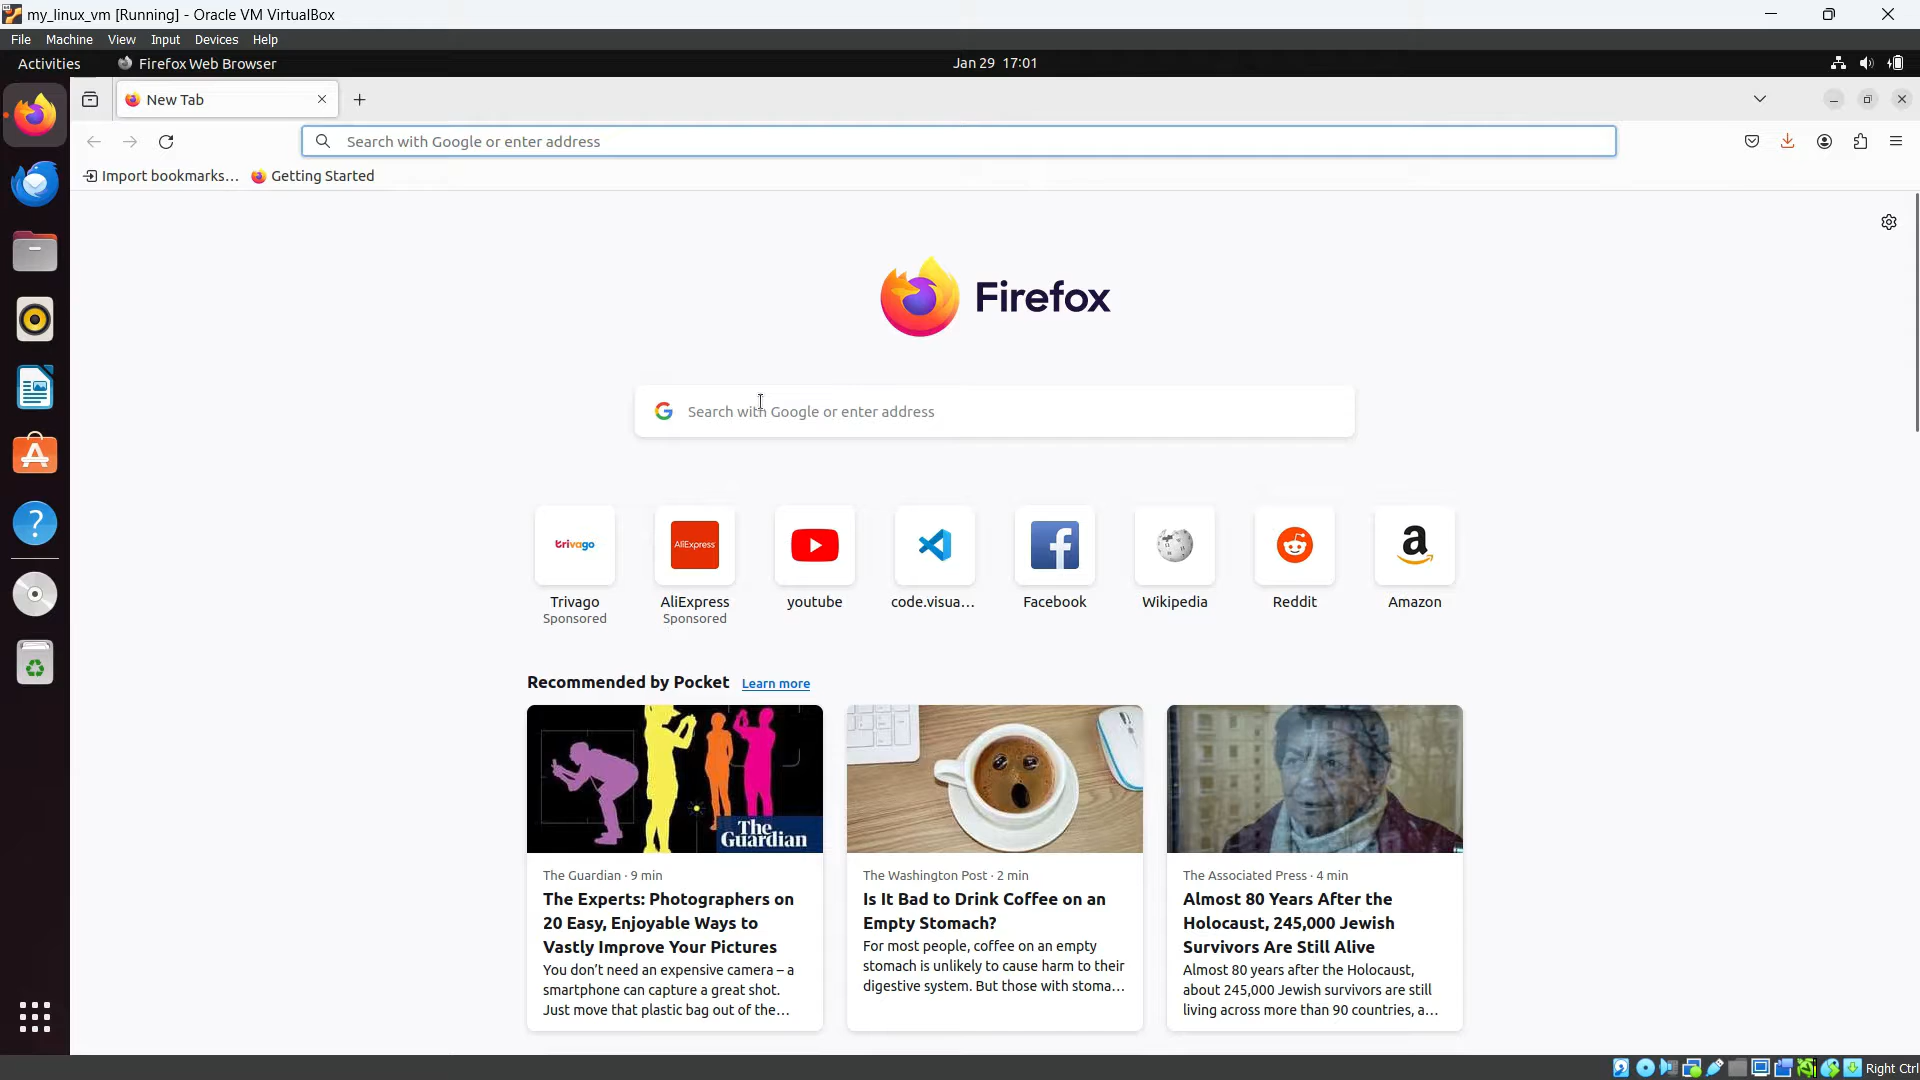 my_linux_vm [Running] - Oracle VM VirtualBox
File Machine View Input Devices Help
Activities Firefox Web Browser Jan 29 17:01
New Tab
Search with Google or enter address
Import bookmarks... Getting Started
Firefox
Search with Google or enter address
trivago AliExpress a
Trivago AliExpress youtube code.visua... Facebook Wikipedia Reddit Amazon
Sponsored Sponsored
Recommended by Pocket Learn more
The
Guardian
The Guardian · 9 min
The Experts: Photographers on
20 Easy, Enjoyable Ways to
Vastly Improve Your Pictures
You don’t need an expensive camera – a
smartphone can capture a great shot.
Just move that plastic bag out of the...
The Washington Post · 2 min
Is It Bad to Drink Coffee on an
Empty Stomach?
For most people, coffee on an empty
stomach is unlikely to cause harm to their
digestive system. But those with stoma...
The Associated Press · 4 min
Almost 80 Years After the
Holocaust, 245,000 Jewish
Survivors Are Still Alive
Almost 80 years after the Holocaust,
about 245,000 Jewish survivors are still
living across more than 90 countries, a...
Right Ctrl